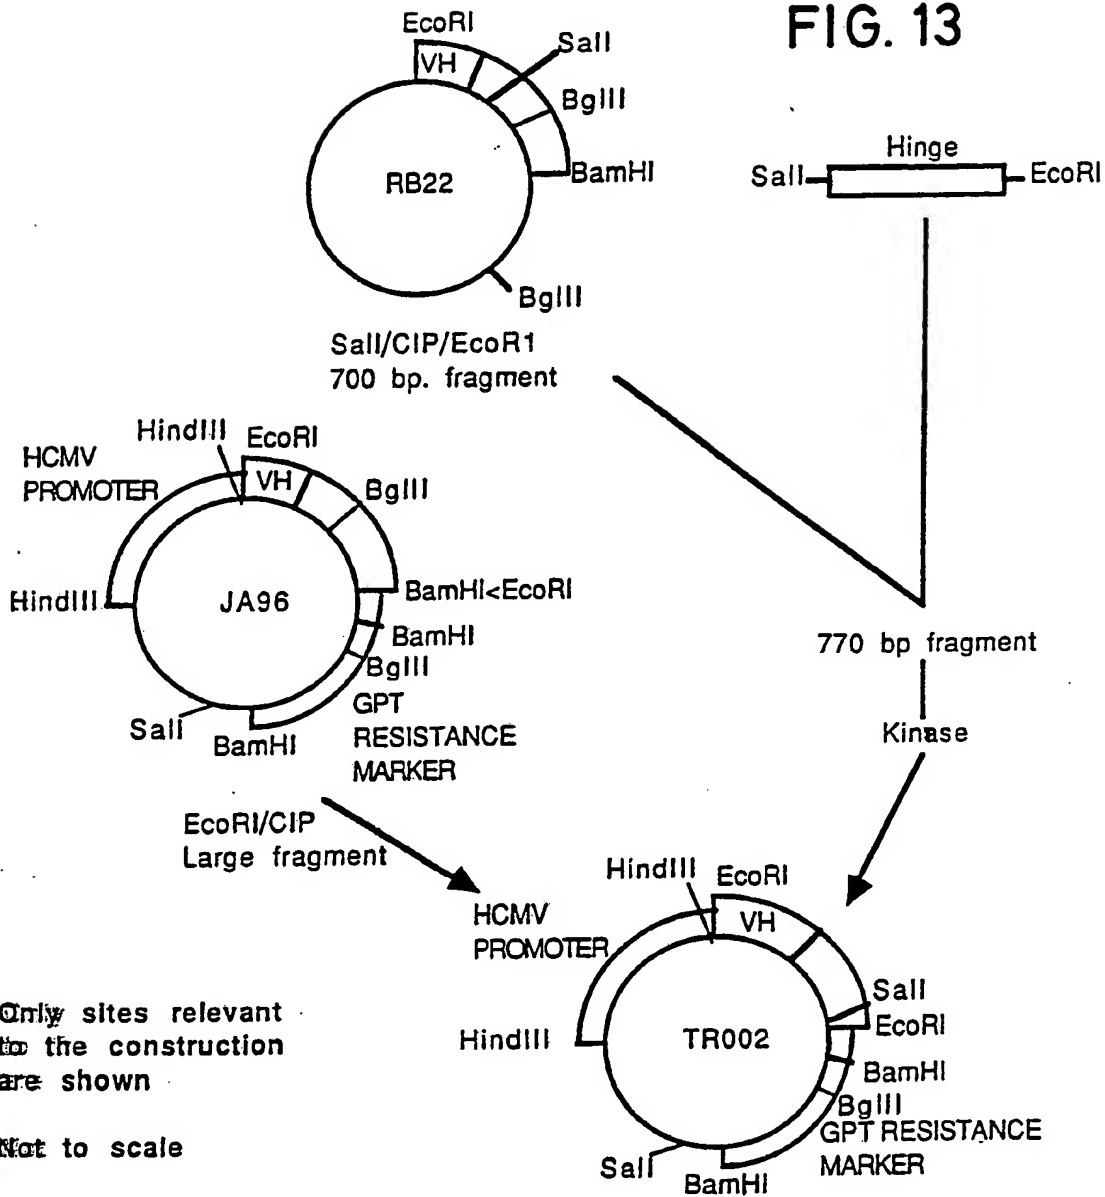 FIG. 13
EcoRI
VH
SalI
BglII
BamHI
RB22
BglII
Hinge
SalI
EcoRI
SalI/CIP/EcoR1
700 bp. fragment
HindIII
EcoRI
HCMV
PROMOTER
VH
BglII
HindIII
JA96
BamHI<EcoRI
BamHI
BglII
GPT
RESISTANCE
MARKER
SalI
BamHI
770 bp fragment
Kinase
EcoRI/CIP
Large fragment
HindIII
EcoRI
HCMV
PROMOTER
VH
SalI
EcoRI
HindIII
TR002
BamHI
BglII
GPT RESISTANCE
MARKER
SalI
BamHI
Only sites relevant
to the construction
are shown
Not to scale